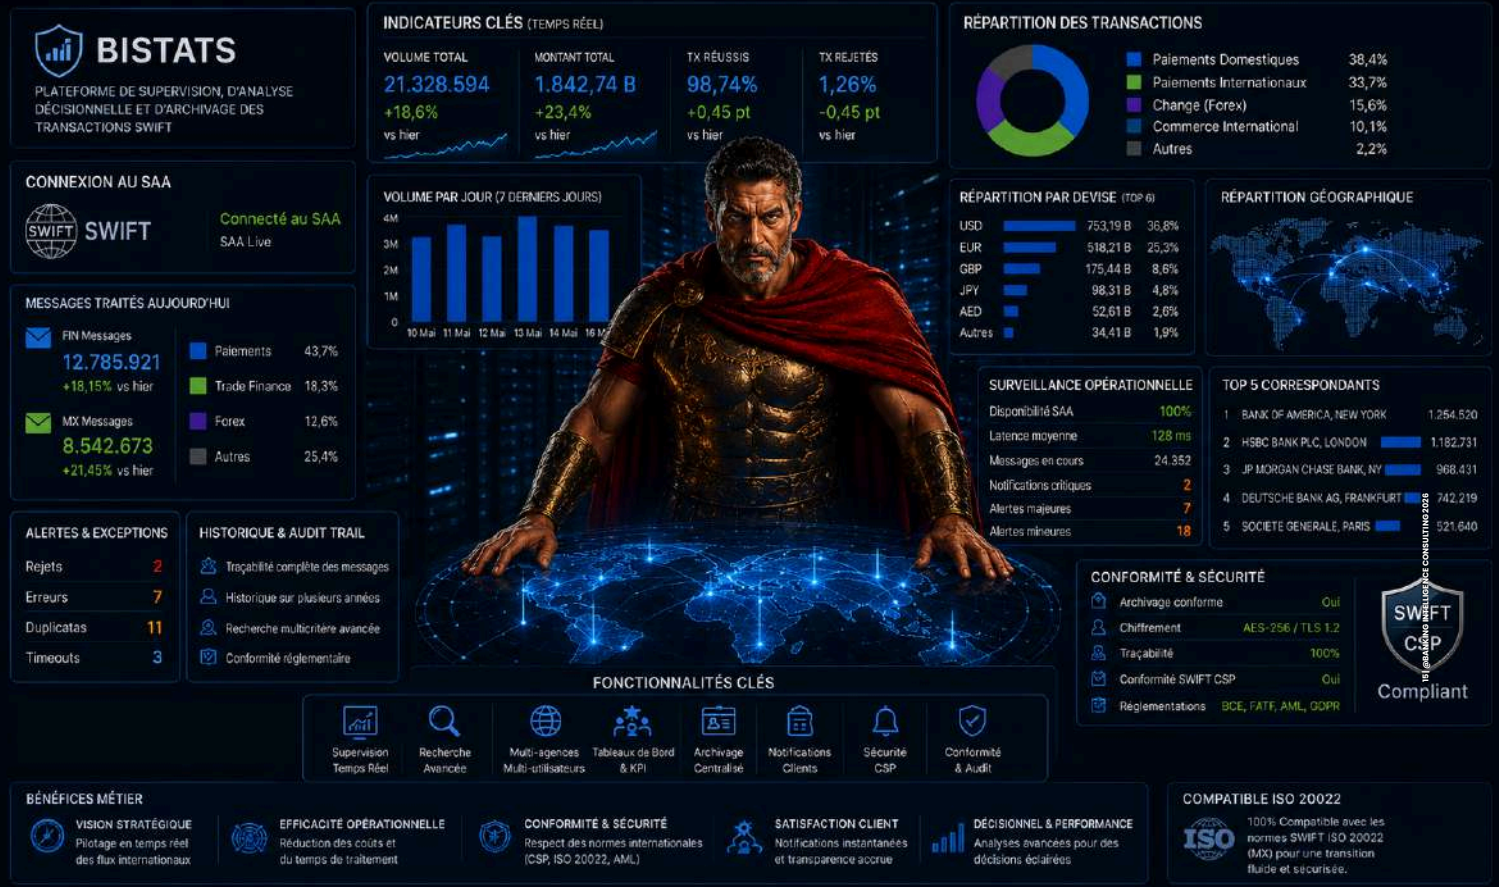 BISTATS
PLATEFORME DE SUPERVISION, D'ANALYSE
DÉCISIONNELLE ET D'ARCHIVAGE DES
TRANSACTIONS SWIFT
INDICATEURS CLÉS (TEMPS RÉEL)
VOLUME TOTAL
21.328.594
+18,6%
vs hier
MONTANT TOTAL
1.842,74 B
+23,4%
vs hier
TX RÉUSSIS
98,74%
+0,45 pt
vs hier
TX REJETÉS
1,26%
-0,45 pt
vs hier
RÉPARTITION DES TRANSACTIONS
Paiements Domestiques 38,4%
Paiements Internationaux 33,7%
Change (Forex) 15,6%
Commerce International 10,1%
Autres 2,2%
CONNEXION AU SAA
SWIFT SWIFT
Connecté au SAA
SAA Live
VOLUME PAR JOUR (7 DERNIERS JOURS)
4M
3M
2M
1M
0
10 Mai 11 Mai 12 Mai 13 Mai 14 Mai 16 M
RÉPARTITION PAR DEVISE (TOP 6)
USD 753,19 B 36,8%
EUR 518,21 B 25,3%
GBP 175,44 B 8,6%
JPY 98,31 B 4,8%
AED 52,61 B 2,6%
Autres 34,41 B 1,9%
RÉPARTITION GÉOGRAPHIQUE
MESSAGES TRAITÉS AUJOURD'HUI
FIN Messages
12.785.921
+18,15% vs hier
MX Messages
8.542.673
+21,45% vs hier
Paiements 43,7%
Trade Finance 18,3%
Forex 12,6%
Autres 25,4%
SURVEILLANCE OPÉRATIONNELLE
Disponibilité SAA 100%
Latence moyenne 128 ms
Messages en cours 24.352
Notifications critiques 2
Alertes majeures 7
Alertes mineures 18
TOP 5 CORRESPONDANTS
1 BANK OF AMERICA, NEW YORK 1.254.520
2 HSBC BANK PLC, LONDON 1.182.731
3 JP MORGAN CHASE BANK, NY 968.431
4 DEUTSCHE BANK AG, FRANKFURT 742,219
5 SOCIETE GENERALE, PARIS 521.640
ALERTES & EXCEPTIONS
Rejets 2
Erreurs 7
Duplicatas 11
Timeouts 3
HISTORIQUE & AUDIT TRAIL
Traçabilité complète des messages
Historique sur plusieurs années
Recherche multicritère avancée
Conformité réglementaire
CONFORMITÉ & SÉCURITÉ
Archivage conforme Oui
Chiffrement AES-256 / TLS 1.2
Traçabilité 100%
Conformité SWIFT CSP Oui
Réglementations BCE, FATF, AML, GDPR
SWIFT
CSP
Compliant
15| @BANKING INTELLIGENCE CONSULTING 2026
FONCTIONNALITÉS CLÉS
Supervision
Temps Réel
Recherche
Avancée
Multi-agences
Multi-utilisateurs
Tableaux de Bord
& KPI
Archivage
Centralisé
Notifications
Clients
Sécurité
CSP
Conformité
& Audit
BÉNÉFICES MÉTIER
VISION STRATÉGIQUE
Pilotage en temps réel
des flux internationaux
EFFICACITÉ OPÉRATIONNELLE
Réduction des coûts et
du temps de traitement
CONFORMITÉ & SÉCURITÉ
Respect des normes internationales
(CSP, ISO 20022, AML)
SATISFACTION CLIENT
Notifications instantanées
et transparence accrue
DÉCISIONNEL & PERFORMANCE
Analyses avancées pour des
décisions éclairées
COMPATIBLE ISO 20022
ISO
100% Compatible avec les
normes SWIFT ISO 20022
(MX) pour une transition
fluide et sécurisée.